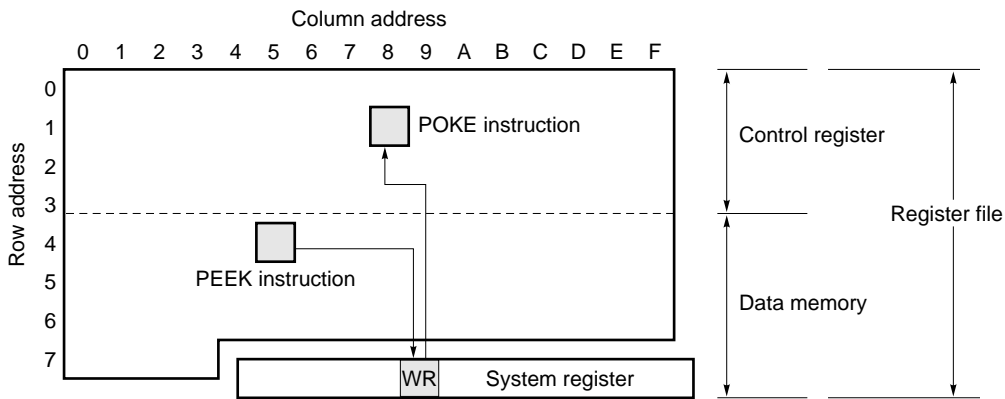 Column address
0 1 2 3 4 5 6 7 8 9 A B C D E F
Row address
0
1
2
3
4
5
6
7
POKE instruction
PEEK instruction
WR
System register
Control register
Data memory
Register file